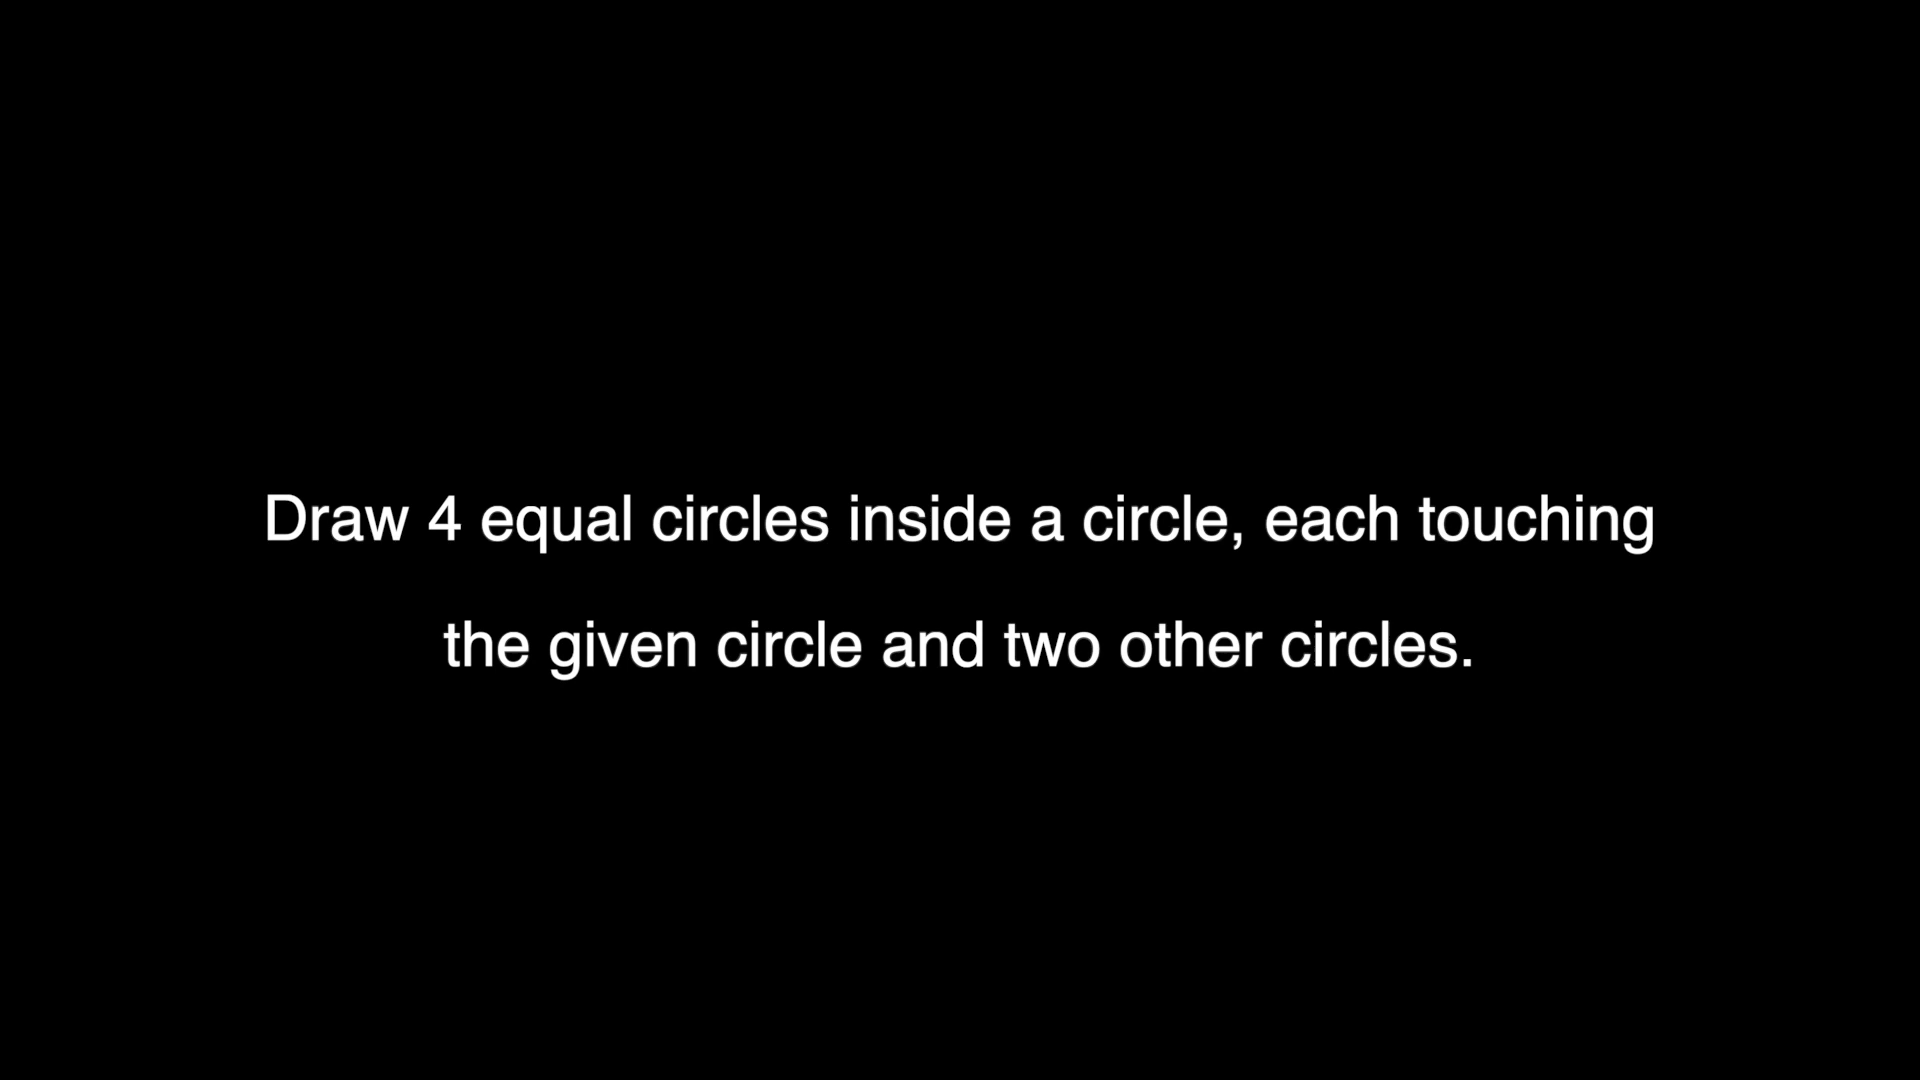 Draw 4 equal circles inside a circle, each touching
the given circle and two other circles.